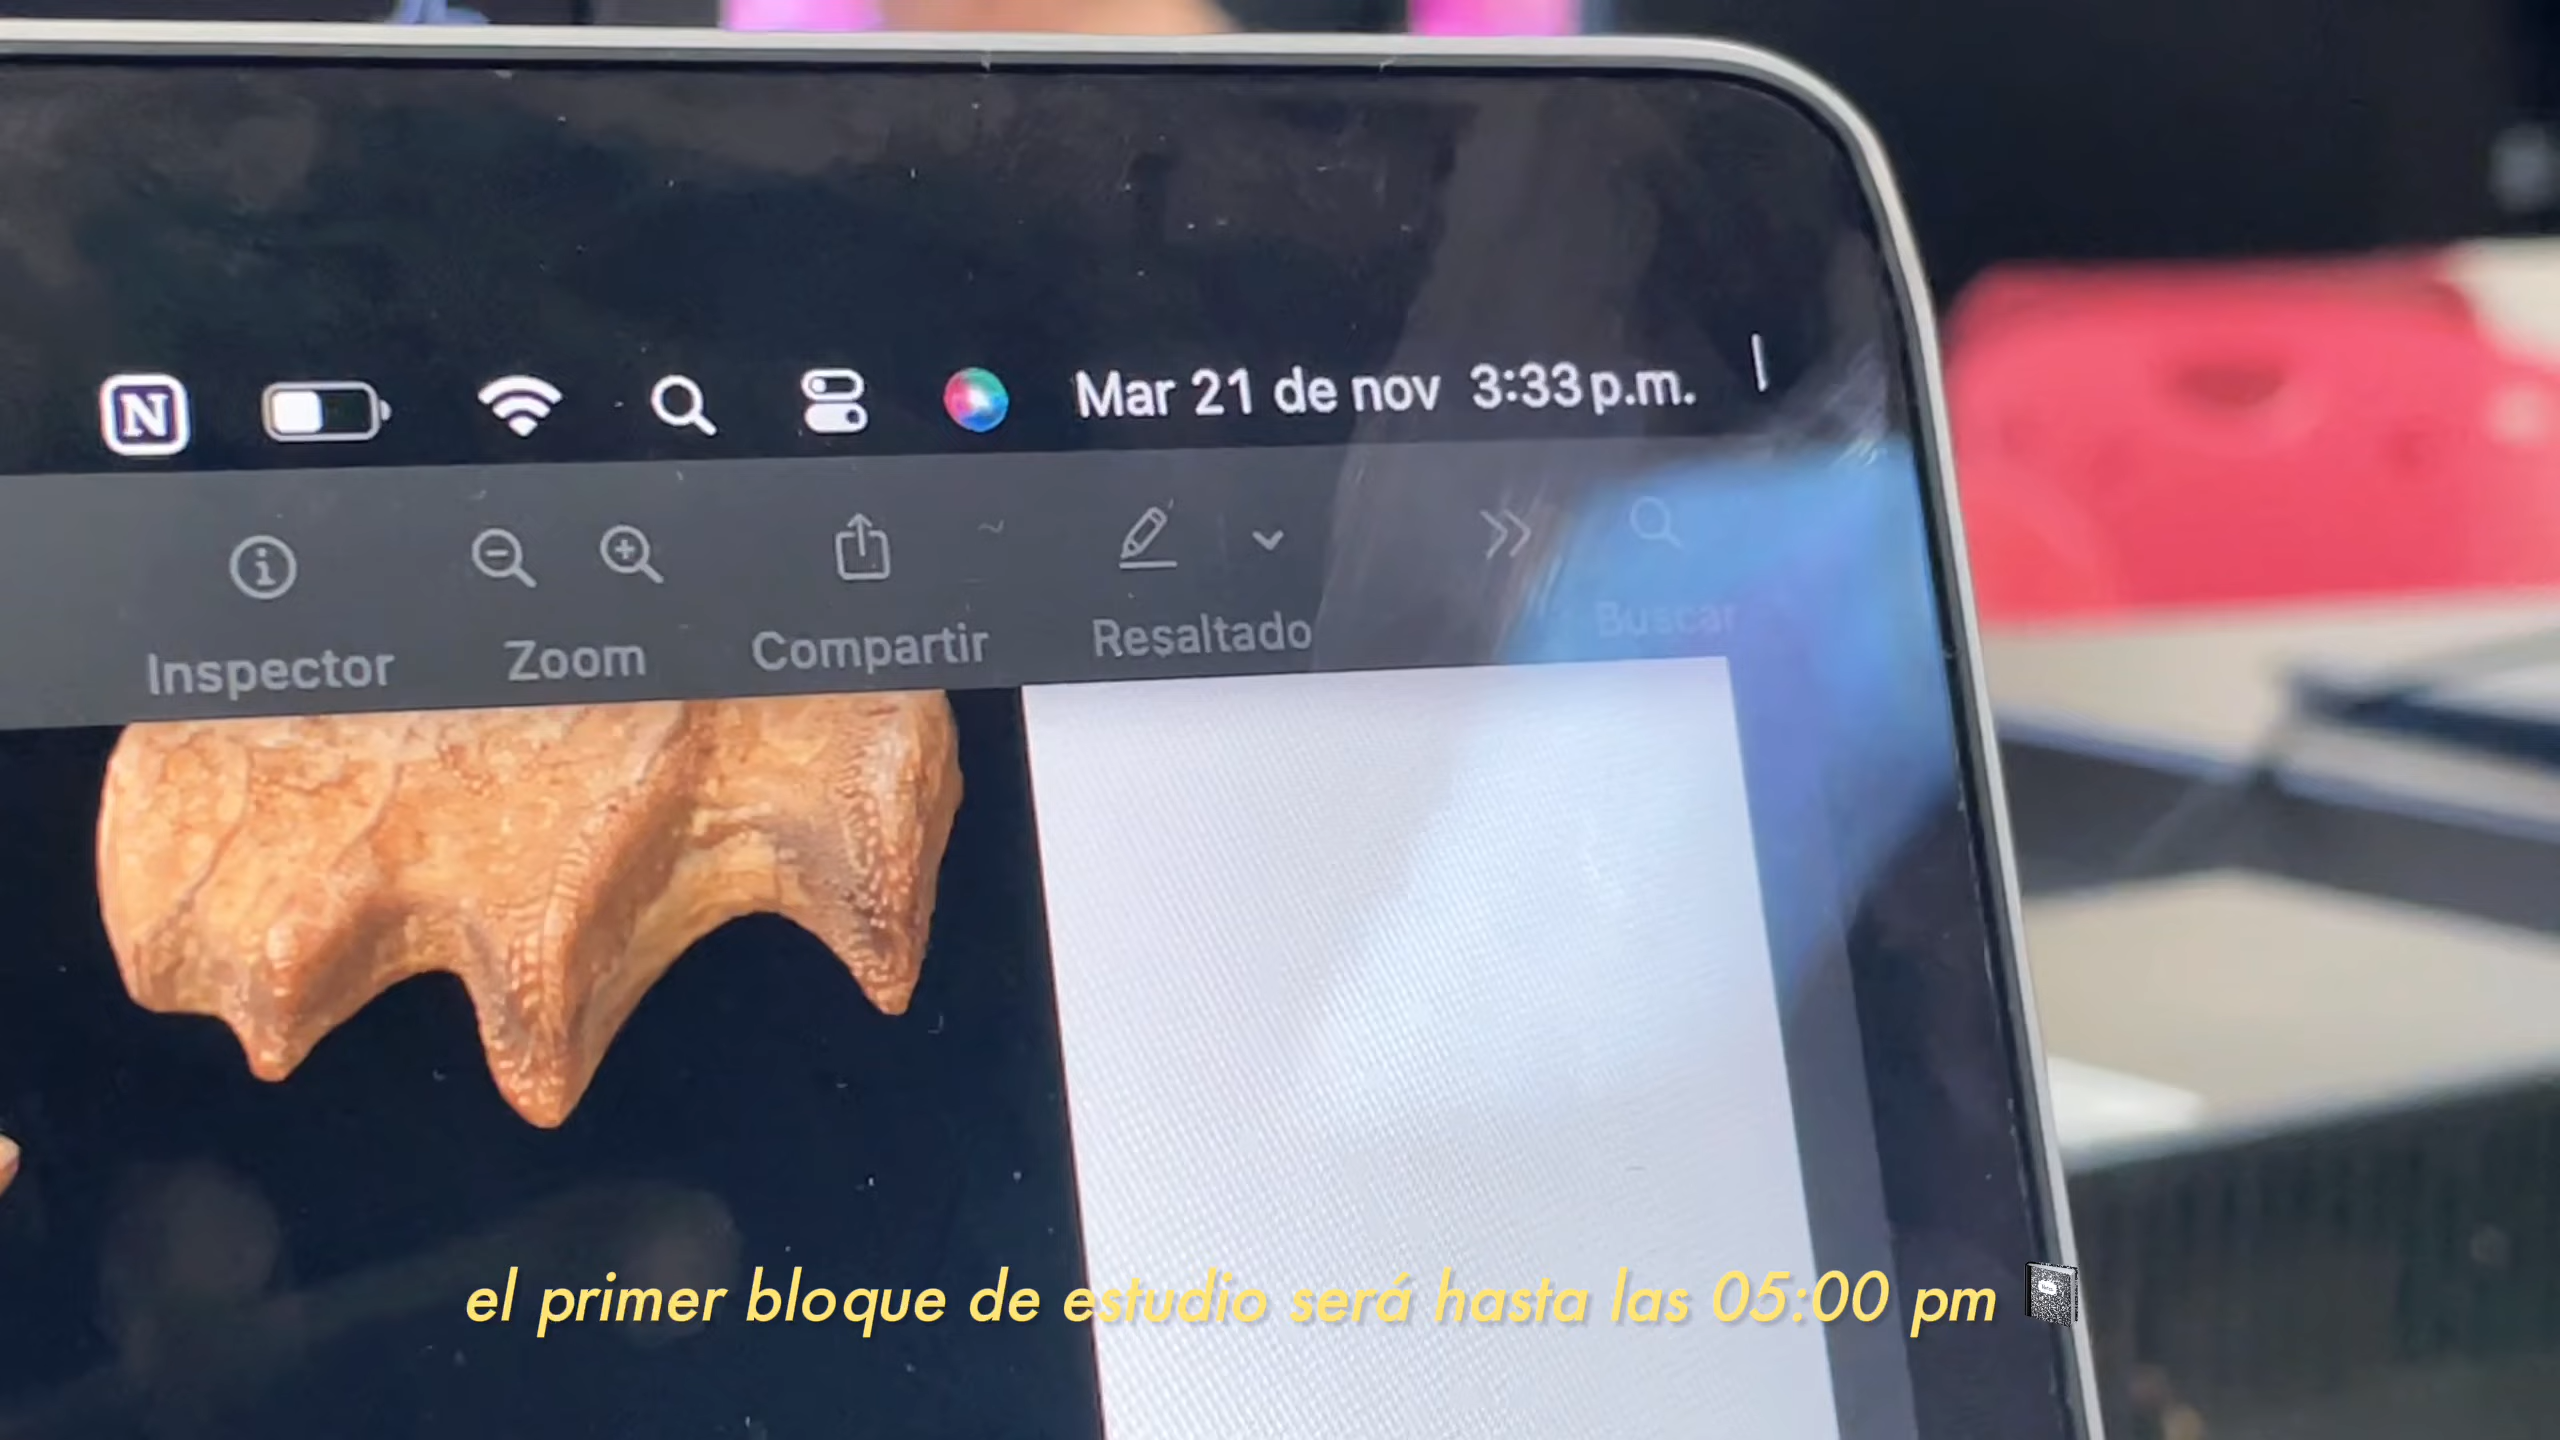 N
Mar 21 de nov 3:33 p.m.
Inspector
Zoom
Compartir
Resaltado
Buscar
el primer bloque de estudio será hasta las 05:00 pm